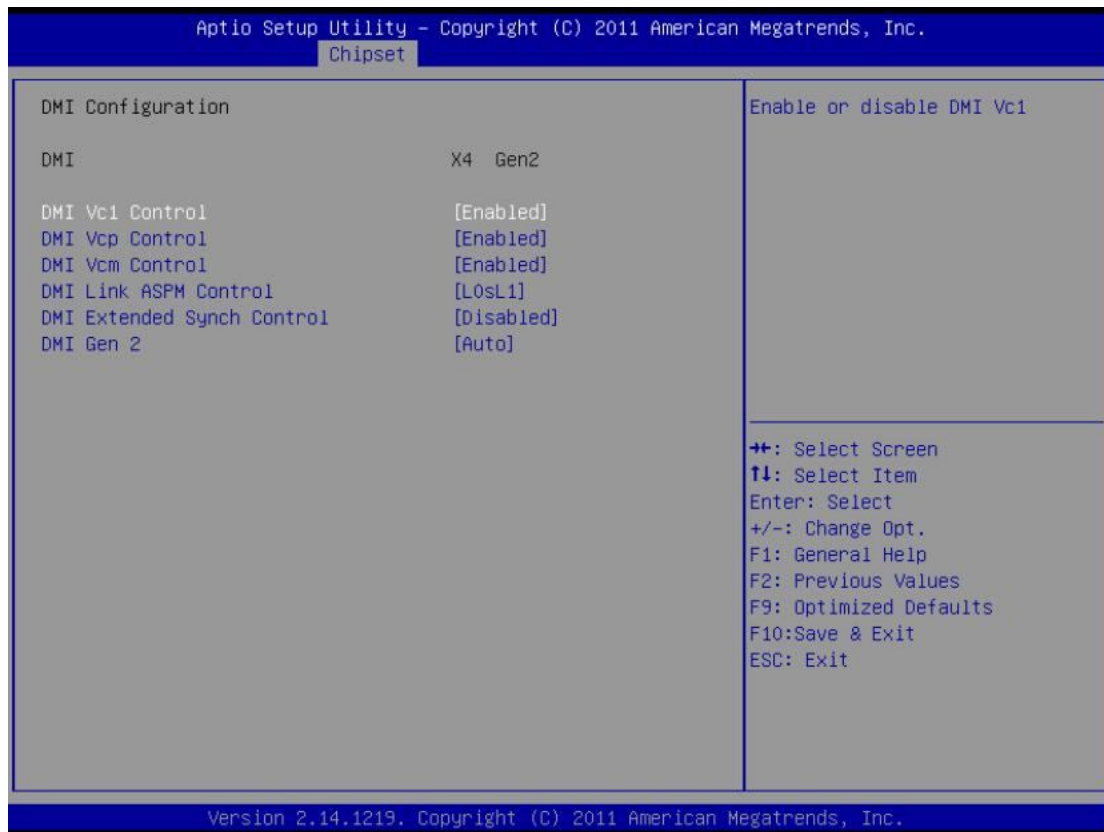 Aptio Setup Utility – Copyright (C) 2011 American Megatrends, Inc.
Chipset
DMI Configuration
DMI X4 Gen2
DMI Vc1 Control [Enabled]
DMI Vcp Control [Enabled]
DMI Vcm Control [Enabled]
DMI Link ASPM Control [L0sL1]
DMI Extended Synch Control [Disabled]
DMI Gen 2 [Auto]
Enable or disable DMI Vc1
→←: Select Screen
↑↓: Select Item
Enter: Select
+/-: Change Opt.
F1: General Help
F2: Previous Values
F9: Optimized Defaults
F10:Save & Exit
ESC: Exit
Version 2.14.1219. Copyright (C) 2011 American Megatrends, Inc.